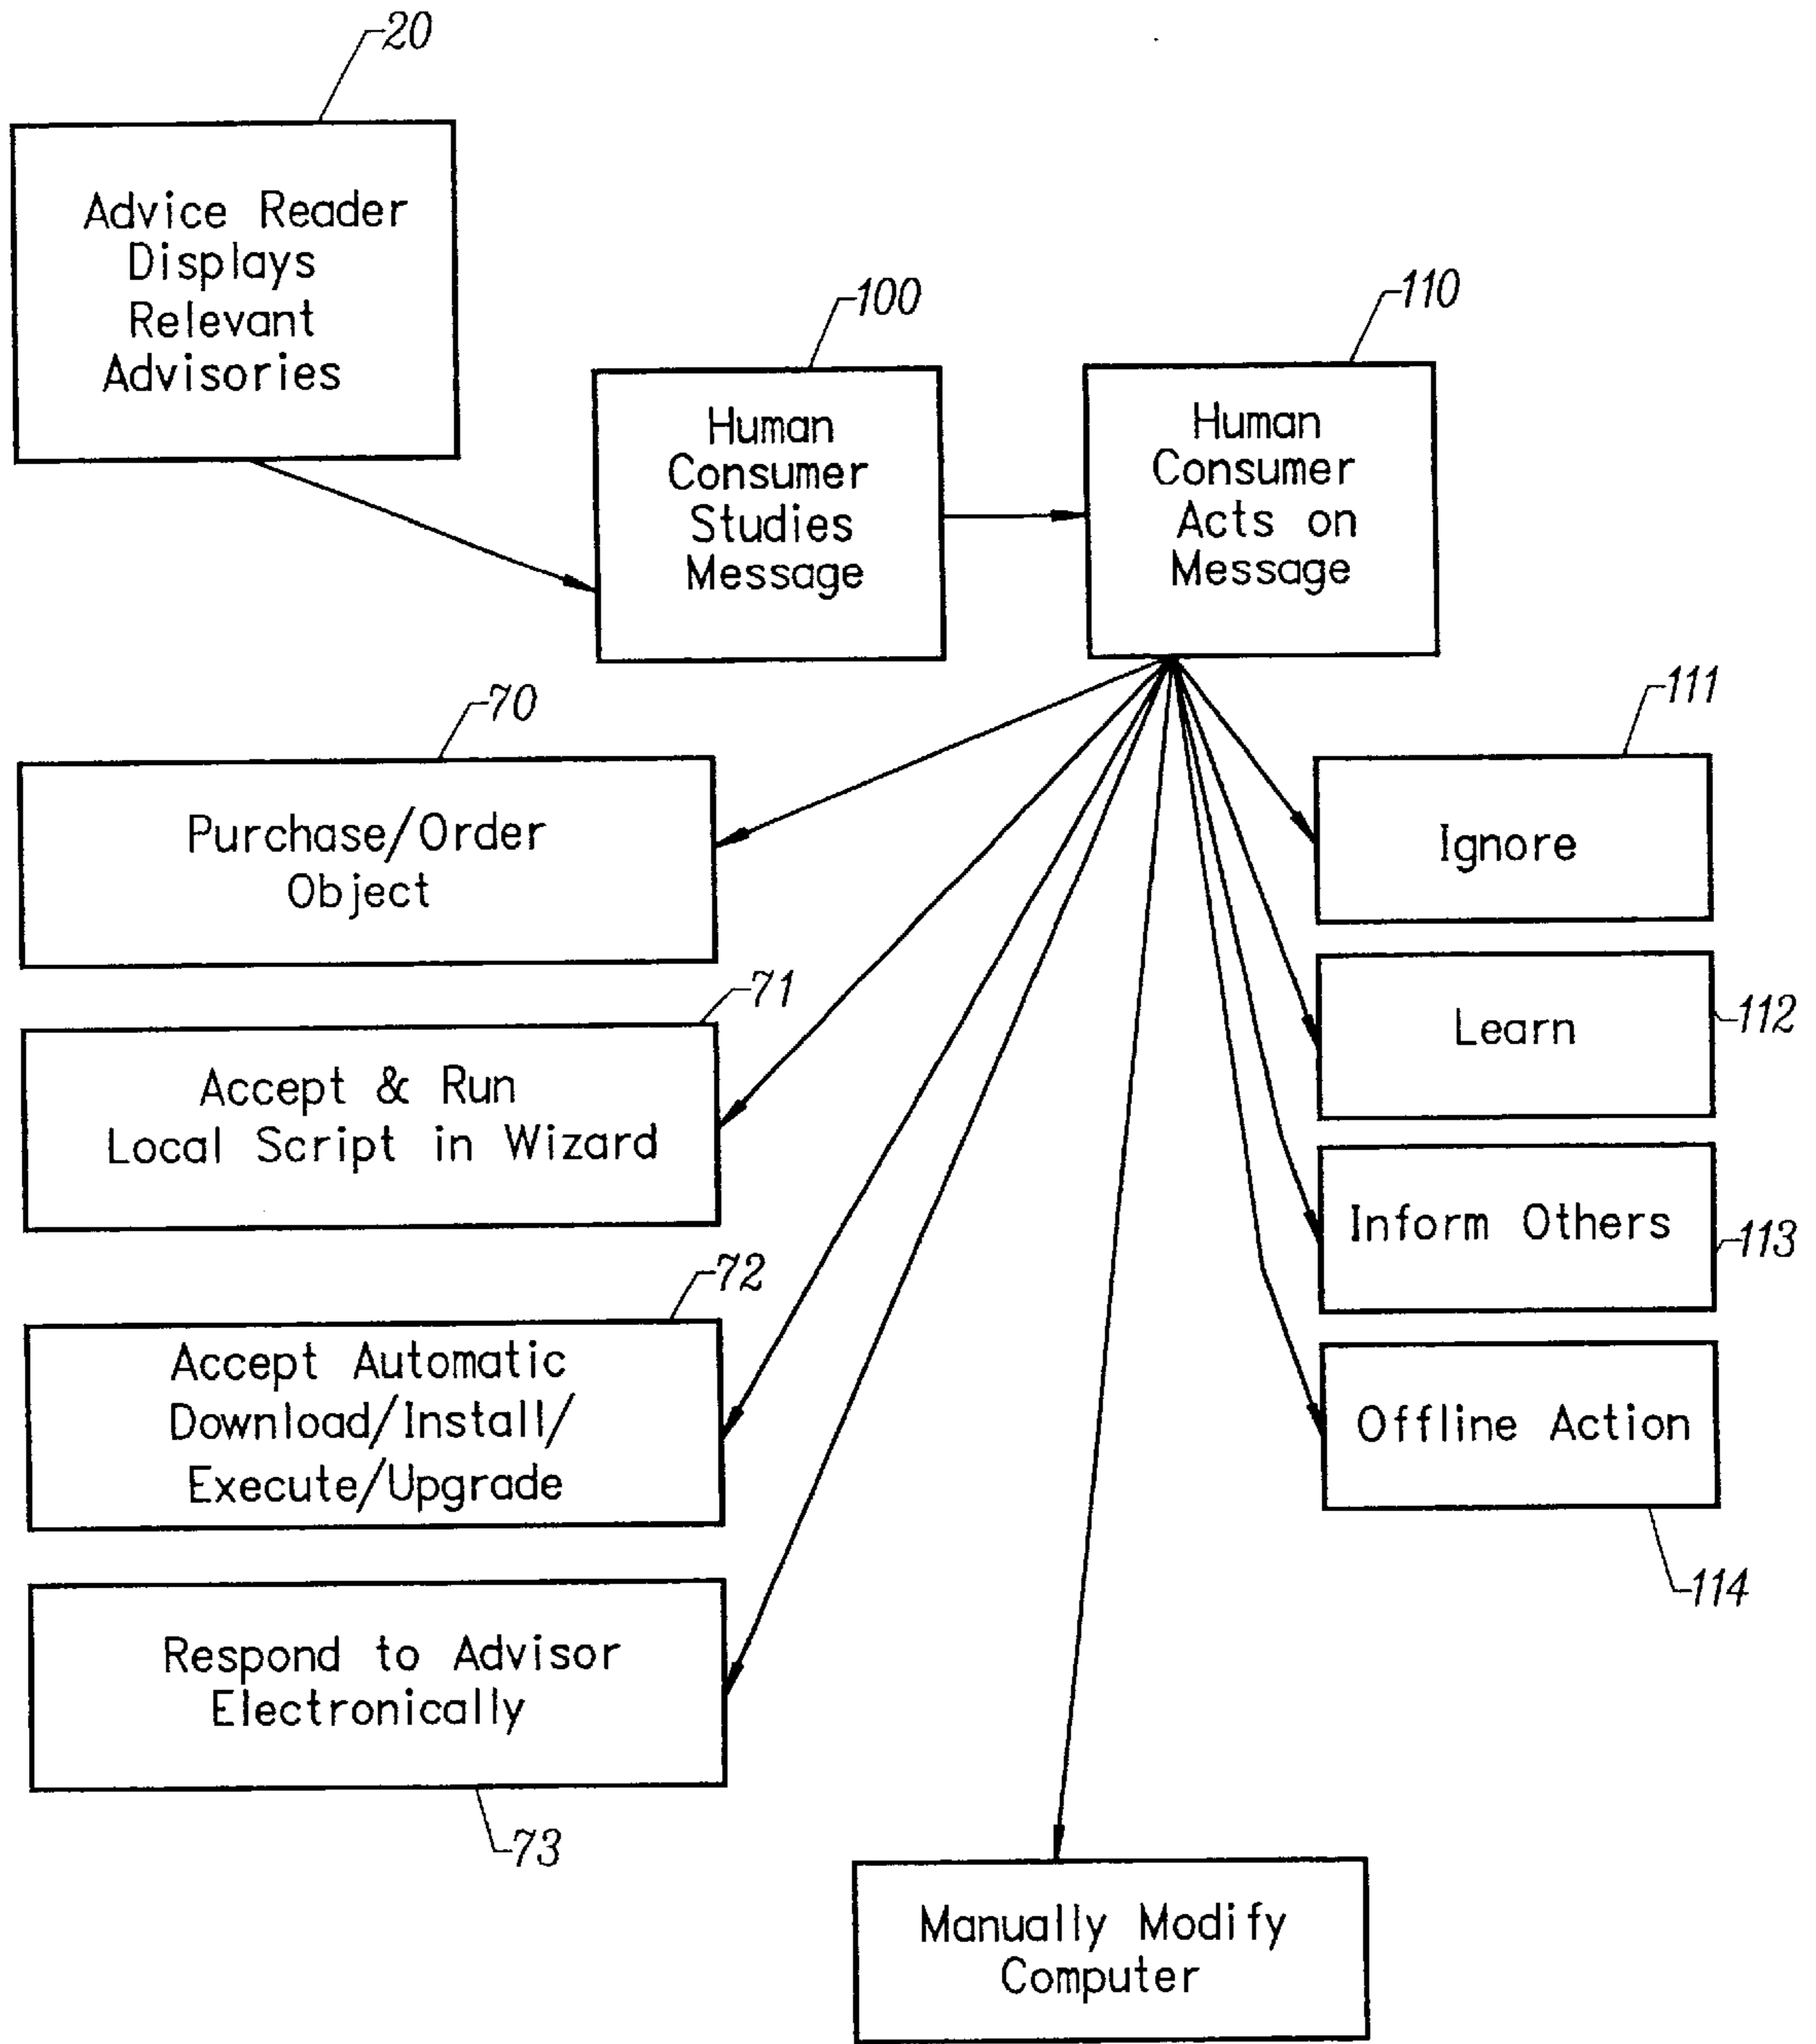 20
Advice Reader
Displays
Relevant
Advisories
100
Human
Consumer
Studies
Message
110
Human
Consumer
Acts on
Message
70
Purchase/Order
Object
71
Accept & Run
Local Script in Wizard
72
Accept Automatic
Download/Install/
Execute/Upgrade
Respond to Advisor
Electronically
73
111
Ignore
Learn
112
Inform Others
113
Offline Action
114
Manually Modify
Computer